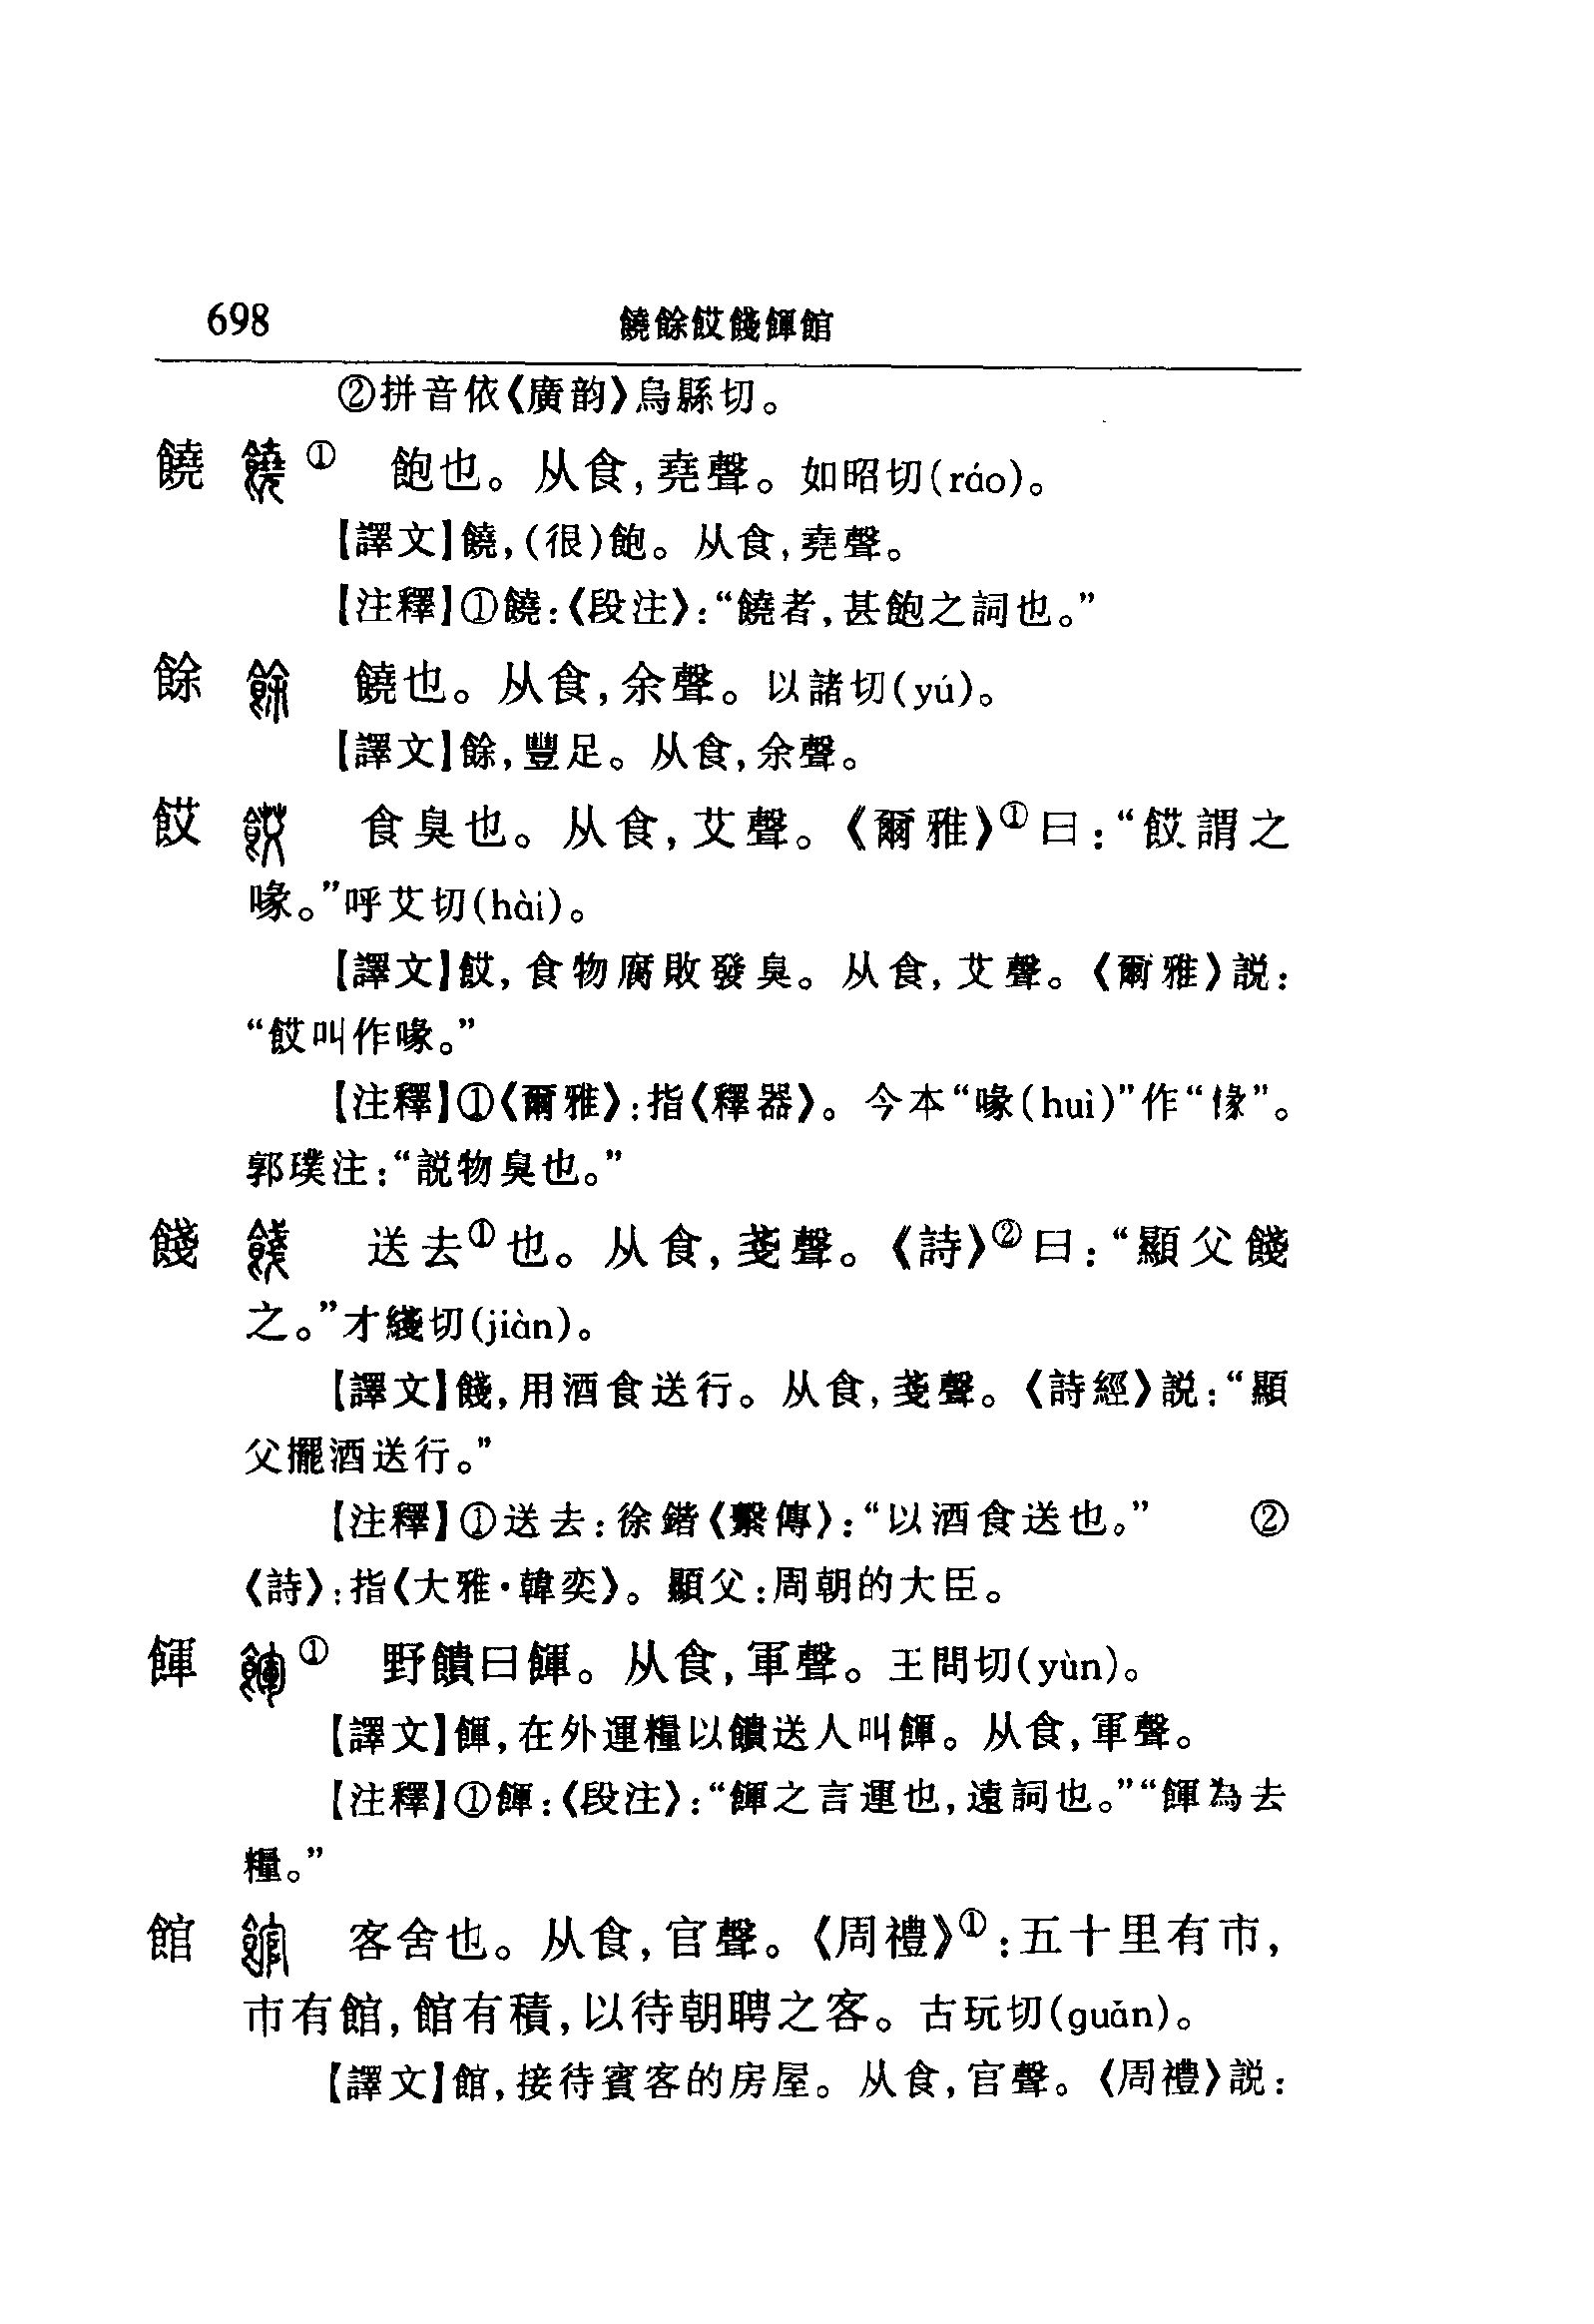 698 饒餘餀餞餫館
②拼音依《廣韵》烏縣切。
饒 ① 飽也。从食,堯聲。如昭切(ráo)。
【譯文】饒,(很)飽。从食,堯聲。
【注釋】①饒:《段注》:“饒者,甚飽之詞也。”
餘 饒也。从食,余聲。以諸切(yú)。
【譯文】餘,豐足。从食,余聲。
餀 食臭也。从食,艾聲。《爾雅》①曰:“餀謂之
喙。”呼艾切(hài)。
【譯文】餀,食物腐敗發臭。从食,艾聲。《爾雅》説:
“餀叫作喙。”
【注釋】①《爾雅》:指《釋器》。今本“喙(huì)”作“餯”。
郭璞注:“説物臭也。”
餞 送去①也。从食,戔聲。《詩》②曰:“顯父餞
之。”才綫切(jiàn)。
【譯文】餞,用酒食送行。从食,戔聲。《詩經》説:“顯
父擺酒送行。”
【注釋】①送去:徐鍇《繫傳》:“以酒食送也。” ②
《詩》:指《大雅·韓奕》。顯父:周朝的大臣。
餫 ① 野饋曰餫。从食,軍聲。王問切(yùn)。
【譯文】餫,在外運糧以饋送人叫餫。从食,軍聲。
【注釋】①餫:《段注》:“餫之言運也,遠詞也。”“餫為去
糧。”
館 客舍也。从食,官聲。《周禮》①:五十里有市,
市有館,館有積,以待朝聘之客。古玩切(guǎn)。
【譯文】館,接待賓客的房屋。从食,官聲。《周禮》説: